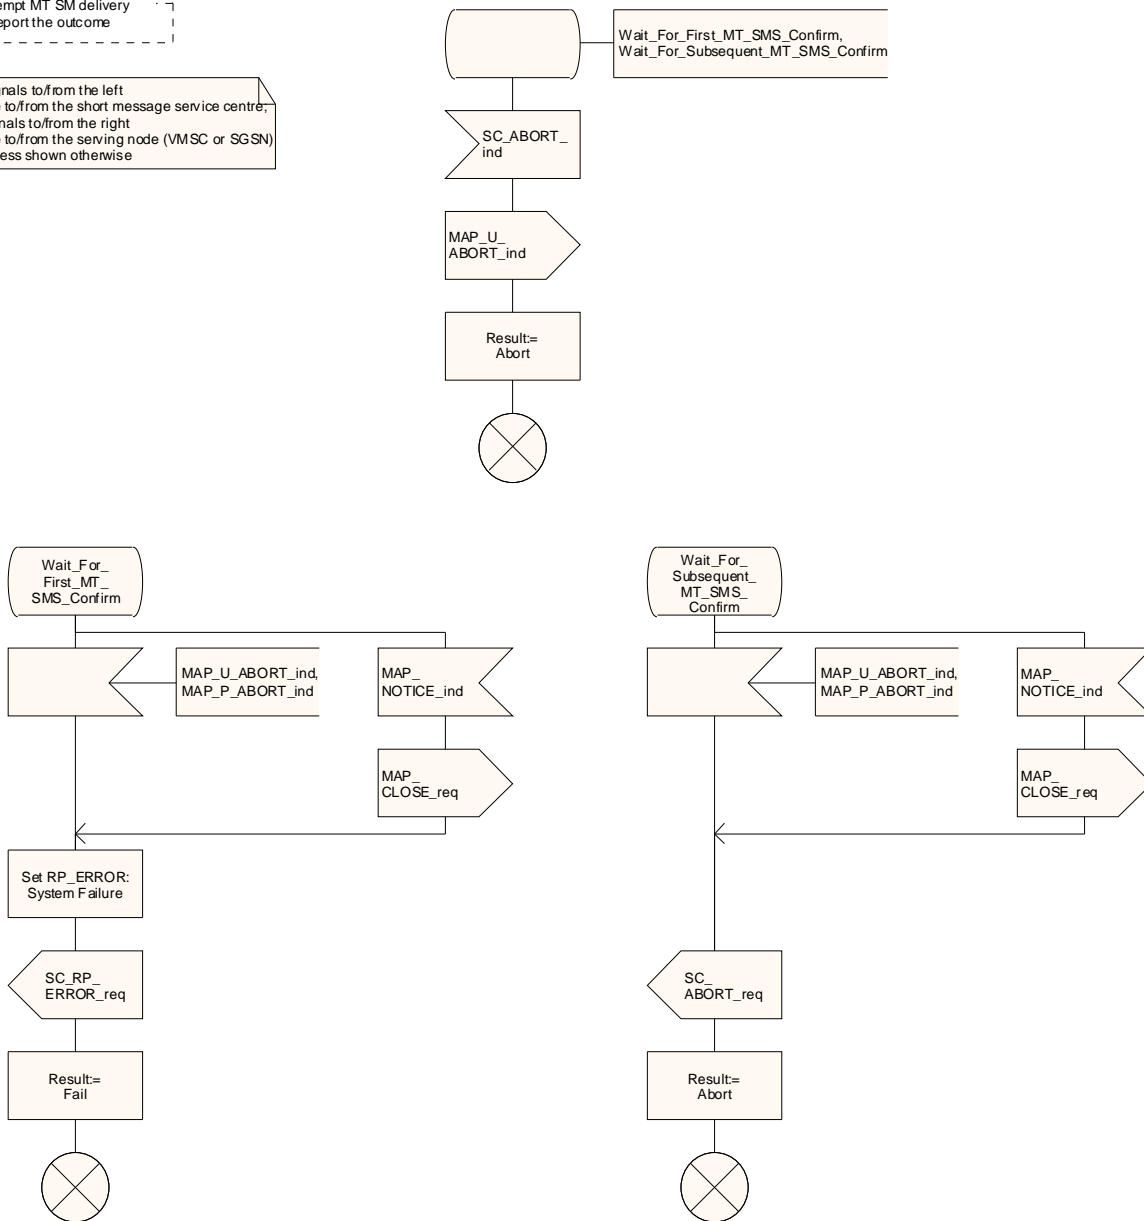 empt MT SM delivery
eport the outcome
Wait_For_First_MT_SMS_Confirm,
Wait_For_Subsequent_MT_SMS_Confirm
gnals to/from the left
e to/from the short message service centre;
gnals to/from the right
e to/from the serving node (VMSC or SGSN)
less shown otherwise
SC_ABORT_
ind
MAP_U_
ABORT_ind
Result:=
Abort
Wait_For_
First_MT_
SMS_Confirm
MAP_U_ABORT_ind,
MAP_P_ABORT_ind
MAP_
NOTICE_ind
MAP_
CLOSE_req
Set RP_ERROR:
System Failure
SC_RP_
ERROR_req
Result:=
Fail
Wait_For_
Subsequent_
MT_SMS_
Confirm
MAP_U_ABORT_ind,
MAP_P_ABORT_ind
MAP_
NOTICE_ind
MAP_
CLOSE_req
SC_
ABORT_req
Result:=
Abort